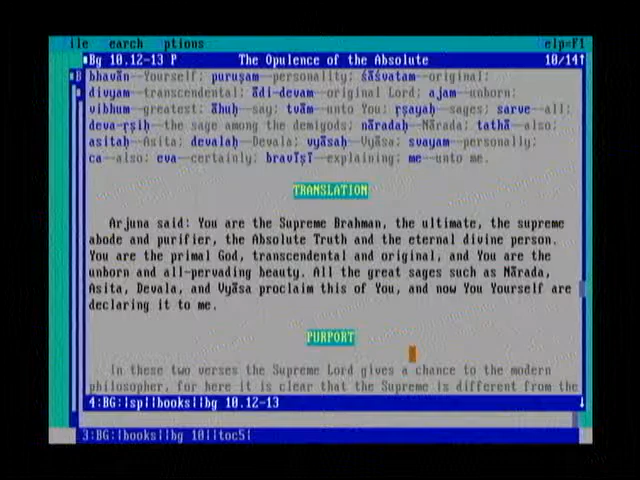 ile earch ptions elp=F1
Bg 10.12-13 P The Opulence of the Absolute 10/14↑
B bhavān—Yourself; puruṣam—personality; śāśvatam—original;
divyam—transcendental; ādi-devam—original Lord; ajam—unborn;
vibhum—greatest; āhuḥ—say; tvām—unto You; ṛṣayaḥ—sages; sarve—all;
deva-ṛṣiḥ—the sage among the demigods; nāradaḥ—Nārada; tathā—also;
asitaḥ—Asita; devalaḥ—Devala; vyāsaḥ—Vyāsa; svayam—personally;
ca—also; eva—certainly; bravīṣī—explaining; me—unto me.
TRANSLATION
Arjuna said: You are the Supreme Brahman, the ultimate, the supreme
abode and purifier, the Absolute Truth and the eternal divine person.
You are the primal God, transcendental and original, and You are the
unborn and all-pervading beauty. All the great sages such as Nārada,
Asita, Devala, and Vyāsa proclaim this of You, and now You Yourself are
declaring it to me.
PURPORT
In these two verses the Supreme Lord gives a chance to the modern
philosopher, for here it is clear that the Supreme is different from the
4:BG:|sp||books||bg 10.12-13 ↓
3:BG:|books||bg 10||toc5|